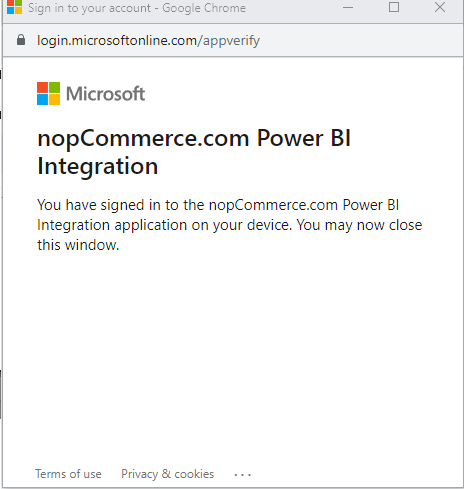 Sign in to your account - Google Chrome
login.microsoftonline.com/appverify
Microsoft
nopCommerce.com Power BI
Integration
You have signed in to the nopCommerce.com Power BI
Integration application on your device. You may now close
this window.
Terms of use Privacy & cookies ...